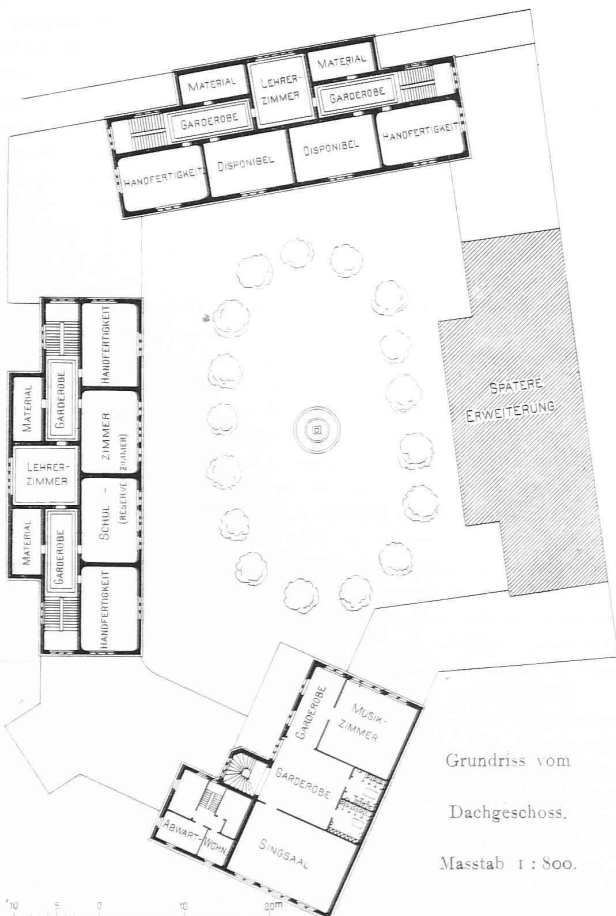 MATERIAL
LEHRER-
ZIMMER
MATERIAL
GARDEROBE
GARDEROBE
HANDFERTIGKEIT
DISPONIBEL
DISPONIBEL
HANDFERTIGKEIT
HANDFERTIGKEIT
GARDEROBE
MATERIAL
ZIMMER
ZIMMER)
LEHRER-
ZIMMER
SCHUL-
(RESERVE
MATERIAL
GARDEROBE
HANDFERTIGKEIT
SPÄTERE
ERWEITERUNG
GARDEROBE
MUSIK-
ZIMMER
GARDEROBE
ABWART-WOHN
SINGSAAL
Grundriss vom
Dachgeschoss.
Masstab 1 : 800.
10 5 0 10 20m